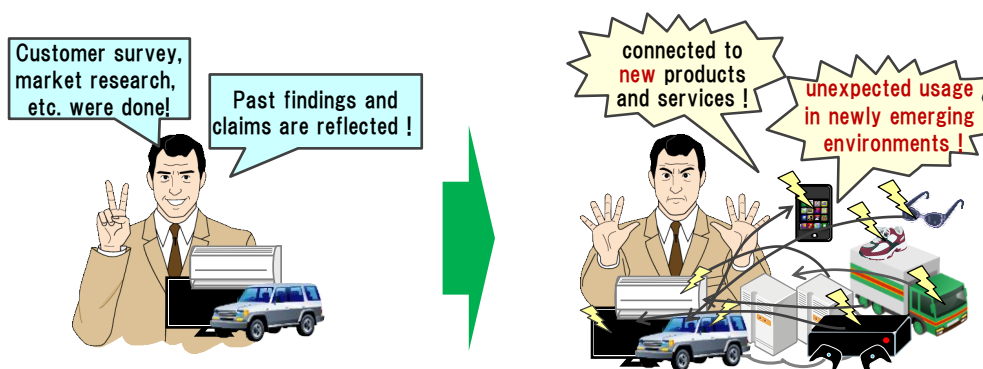 Customer survey,
market research,
etc. were done!
Past findings and
claims are reflected !
connected to
new products
and services !
unexpected usage
in newly emerging
environments !